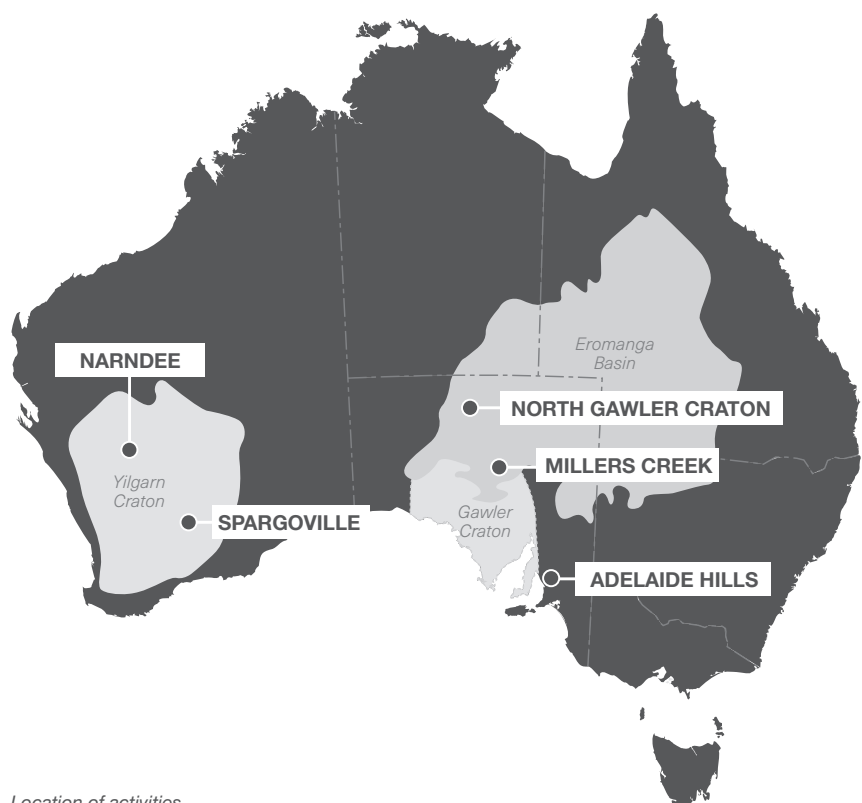 Eromanga
Basin
NARNDEE
NORTH GAWLER CRATON
MILLERS CREEK
Yilgarn
Craton
Gawler
Craton
SPARGOVILLE
ADELAIDE HILLS
Location of activities